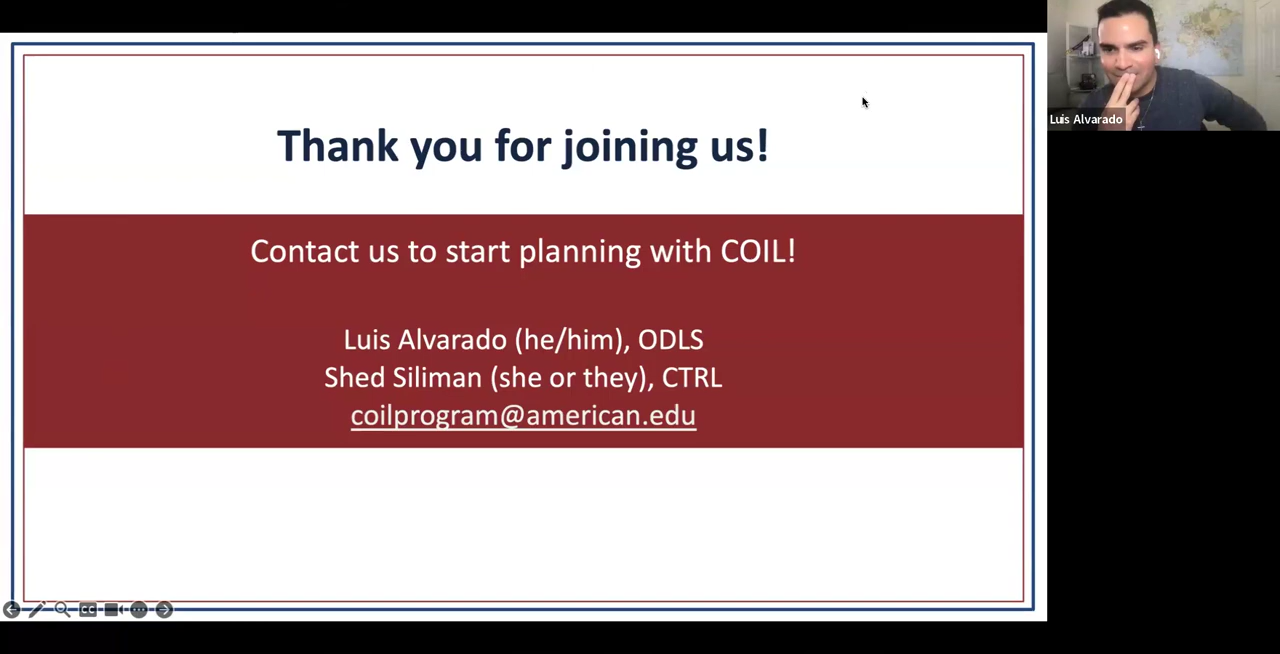 Thank you for joining us!
Contact us to start planning with COIL!
Luis Alvarado (he/him), ODLS
Shed Siliman (she or they), CTRL
coilprogram@american.edu
Luis Alvarado
CC